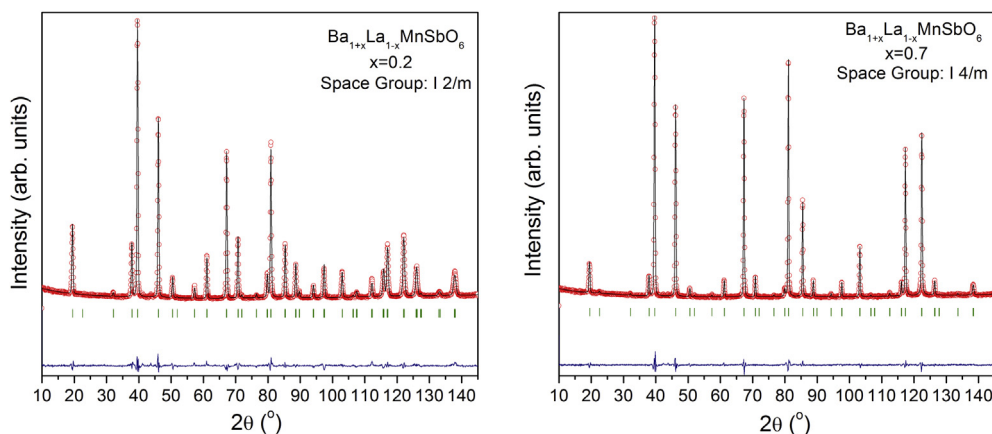 Ba₁₊ₓLa₁₋ₓMnSbO₆
x=0.2
Space Group: I 2/m
Intensity (arb. units)
10 20 30 40 50 60 70 80 90 100 110 120 130 140
2θ (°)
Ba₁₊ₓLa₁₋ₓMnSbO₆
x=0.7
Space Group: I 4/m
Intensity (arb. units)
10 20 30 40 50 60 70 80 90 100 110 120 130 140
2θ (°)